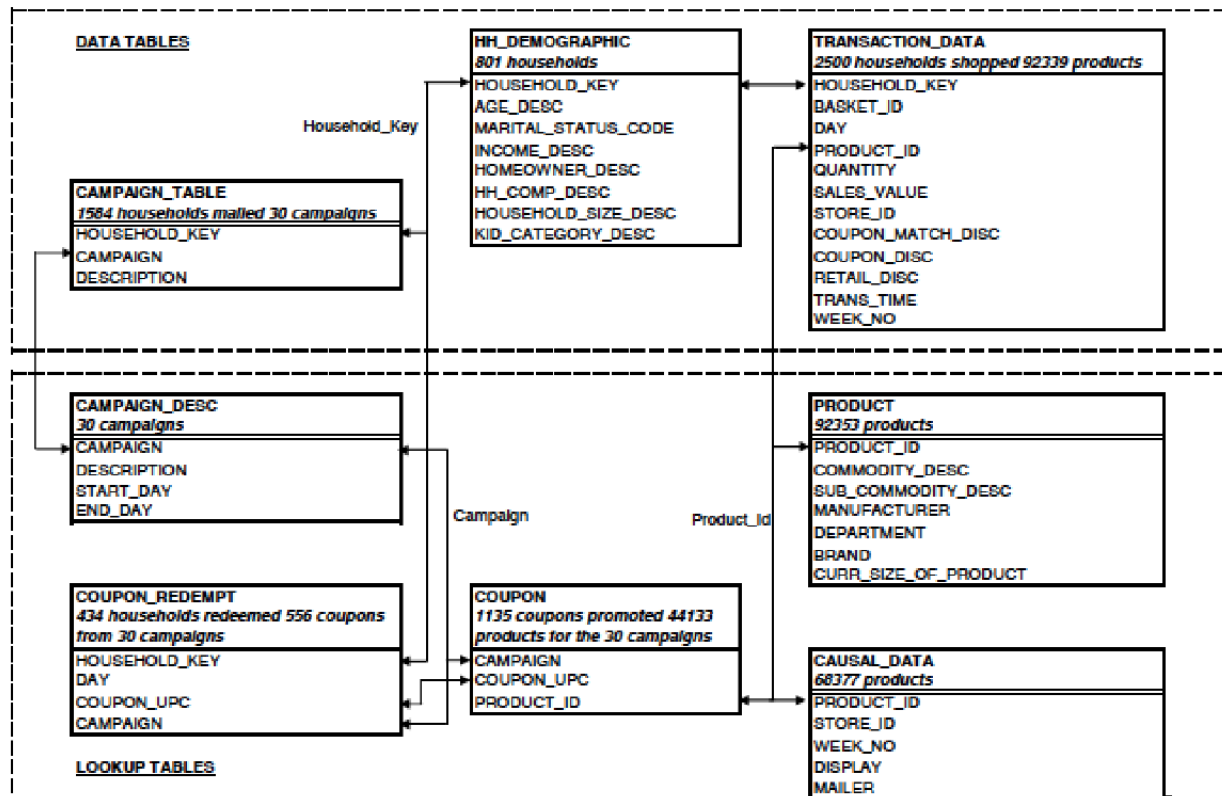 DATA TABLES
HH_DEMOGRAPHIC
801 households
HOUSEHOLD_KEY
AGE_DESC
MARITAL_STATUS_CODE
INCOME_DESC
HOMEOWNER_DESC
HH_COMP_DESC
HOUSEHOLD_SIZE_DESC
KID_CATEGORY_DESC
TRANSACTION_DATA
2500 households shopped 92339 products
HOUSEHOLD_KEY
BASKET_ID
DAY
PRODUCT_ID
QUANTITY
SALES_VALUE
STORE_ID
COUPON_MATCH_DISC
COUPON_DISC
RETAIL_DISC
TRANS_TIME
WEEK_NO
Household_Key
CAMPAIGN_TABLE
1584 households mailed 30 campaigns
HOUSEHOLD_KEY
CAMPAIGN
DESCRIPTION
CAMPAIGN_DESC
30 campaigns
CAMPAIGN
DESCRIPTION
START_DAY
END_DAY
Campaign
Product_Id
PRODUCT
92353 products
PRODUCT_ID
COMMODITY_DESC
SUB_COMMODITY_DESC
MANUFACTURER
DEPARTMENT
BRAND
CURR_SIZE_OF_PRODUCT
COUPON_REDEMPT
434 households redeemed 556 coupons
from 30 campaigns
HOUSEHOLD_KEY
DAY
COUPON_UPC
CAMPAIGN
COUPON
1135 coupons promoted 44133
products for the 30 campaigns
CAMPAIGN
COUPON_UPC
PRODUCT_ID
CAUSAL_DATA
68377 products
PRODUCT_ID
STORE_ID
WEEK_NO
DISPLAY
MAILER
LOOKUP TABLES